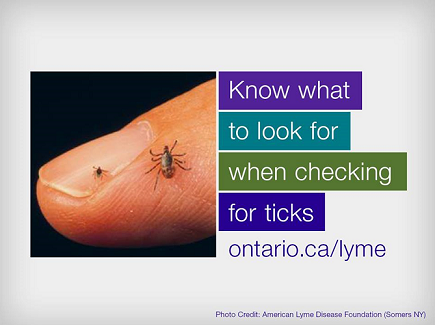 Know what
to look for
when checking
for ticks
ontario.ca/lyme
Photo Credit: American Lyme Disease Foundation (Somers NY)